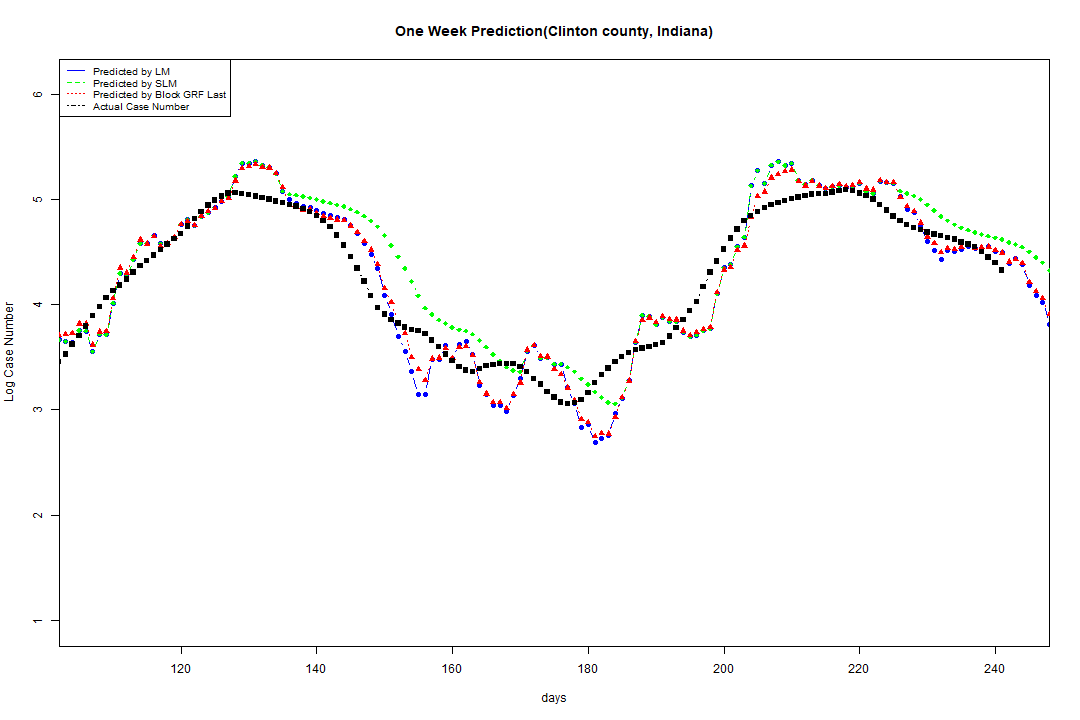 One Week Prediction(Clinton county, Indiana)
Predicted by LM
Predicted by SLM
Predicted by Block GRF Last
Actual Case Number
6
5
4
3
2
1
Log Case Number
120 140 160 180 200 220 240
days